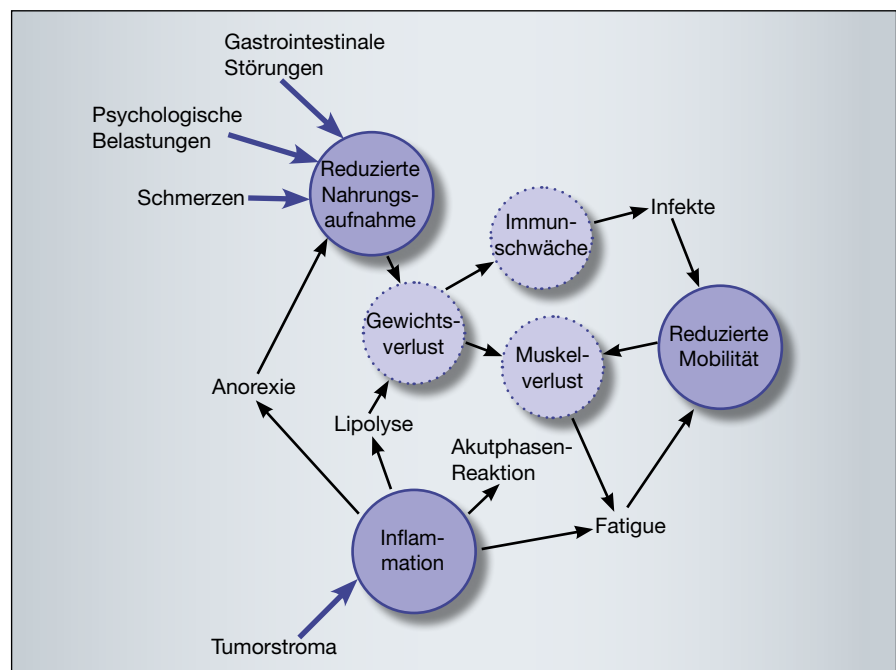 Gastrointestinale
Störungen
Psychologische
Belastungen
Schmerzen
Reduzierte
Nahrungs-
aufnahme
Immun-
schwäche
Infekte
Gewichts-
verlust
Muskel-
verlust
Reduzierte
Mobilität
Anorexie
Lipolyse
Akutphasen-
Reaktion
Inflam-
mation
Fatigue
Tumorstroma